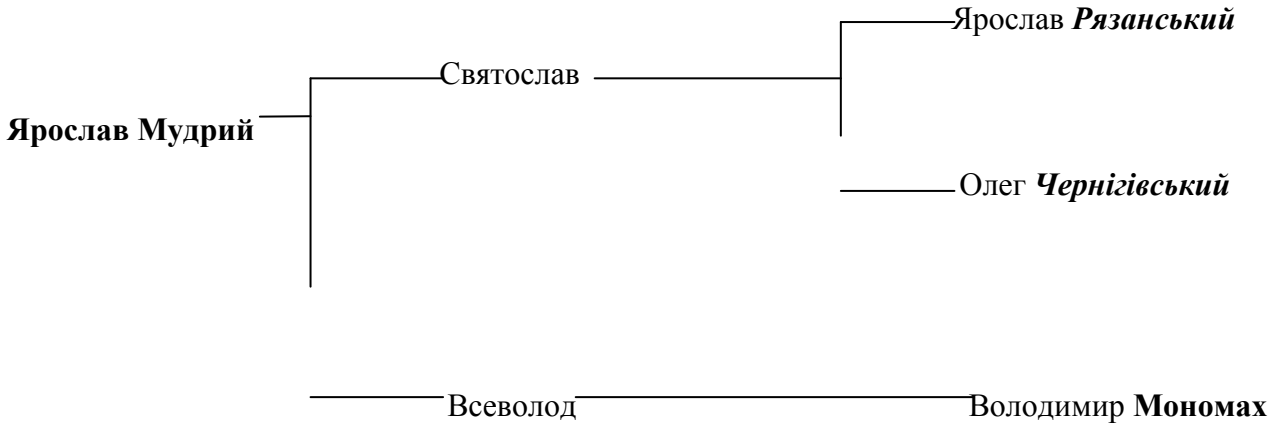 Ярослав Рязанський
Святослав
Ярослав Мудрий
Олег Чернігівський
Всеволод
Володимир Мономах